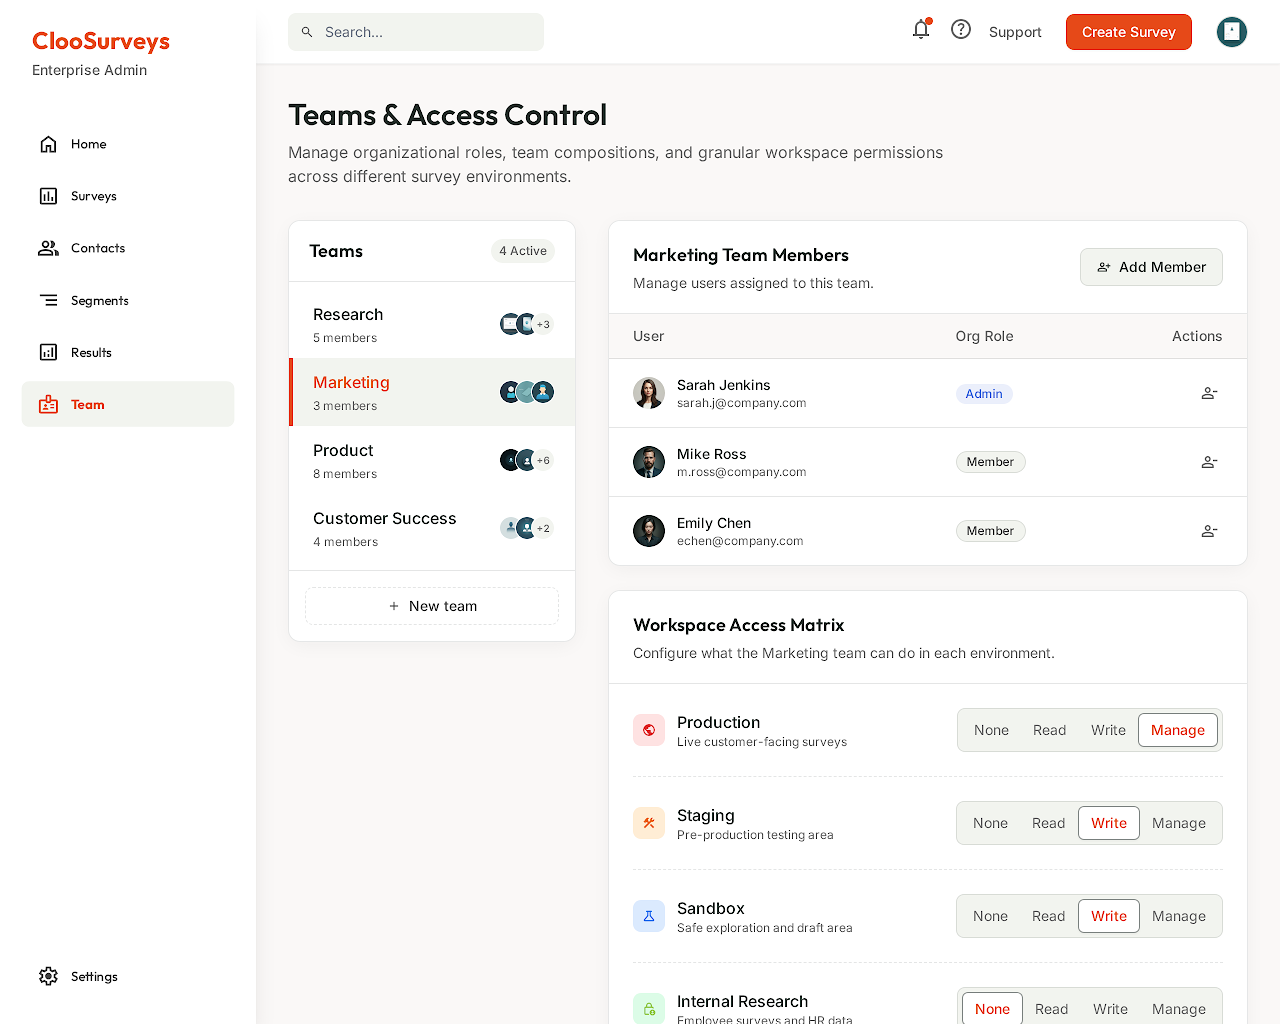 ClooSurveys
Enterprise Admin
Home
Surveys
Contacts
Segments
Results
Team
Settings
Search...
Support
Create Survey
Teams & Access Control
Manage organizational roles, team compositions, and granular workspace permissions
across different survey environments.
Teams
4 Active
Research
5 members
+3
Marketing
3 members
Product
8 members
+6
Customer Success
4 members
+2
New team
Marketing Team Members
Manage users assigned to this team.
Add Member
User Org Role Actions
Sarah Jenkins
sarah.j@company.com
Admin
Mike Ross
m.ross@company.com
Member
Emily Chen
echen@company.com
Member
Workspace Access Matrix
Configure what the Marketing team can do in each environment.
Production
Live customer-facing surveys
None Read Write Manage
Staging
Pre-production testing area
None Read Write Manage
Sandbox
Safe exploration and draft area
None Read Write Manage
Internal Research
Employee surveys and HR data
None Read Write Manage